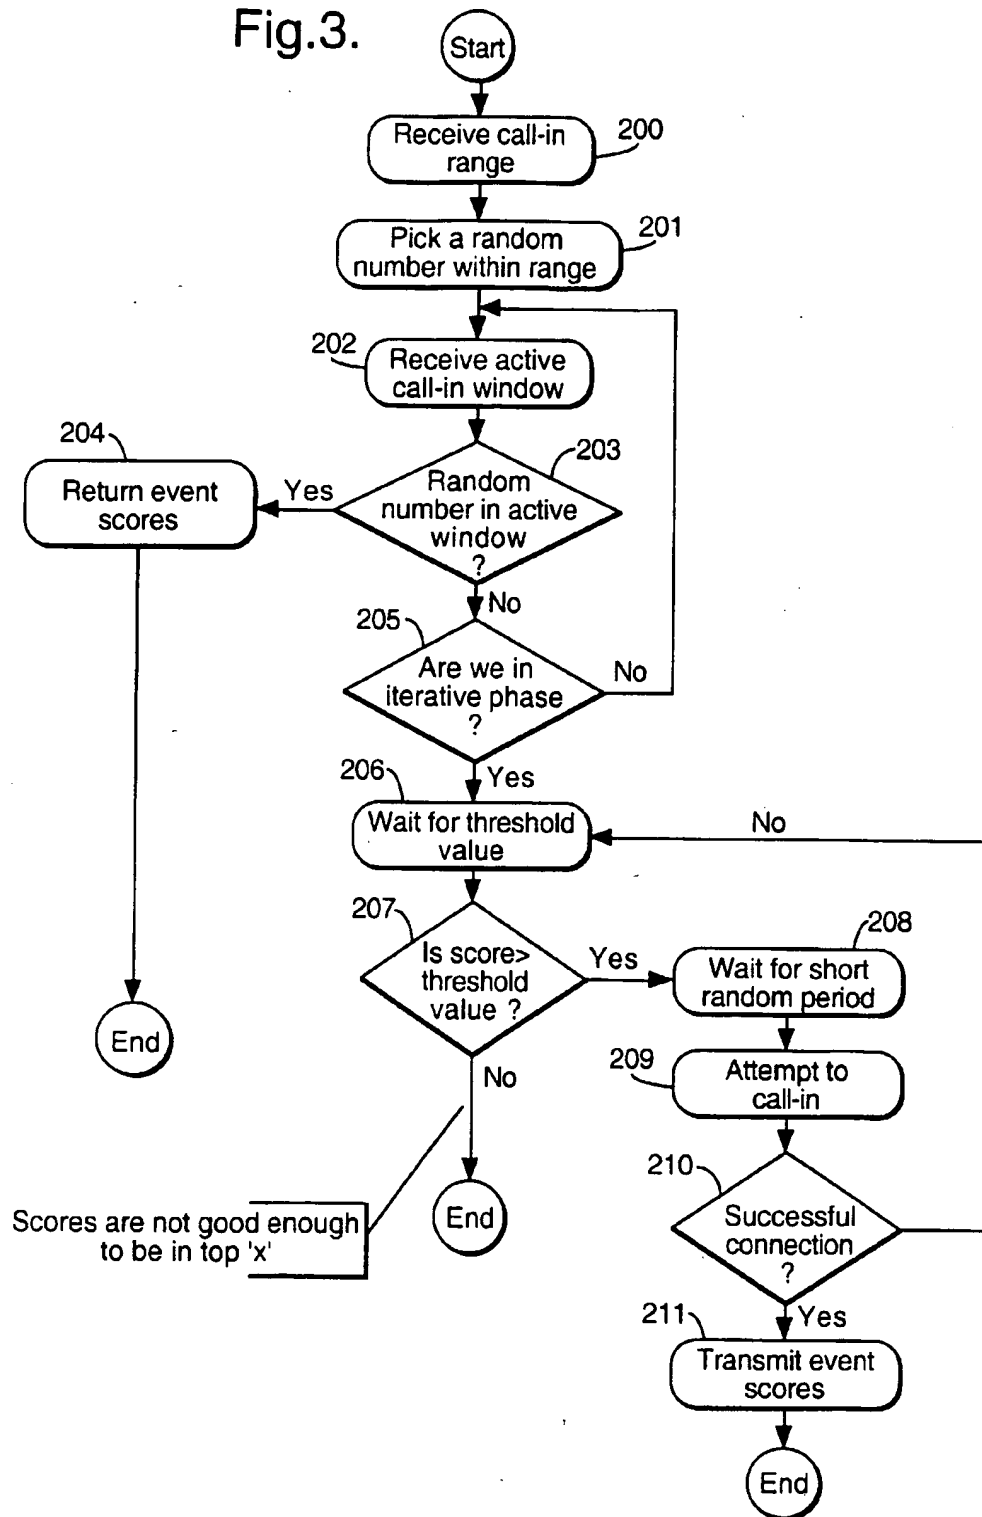 Fig.3.
Start
Receive call-in
range
200
Pick a random
number within range
201
202
Receive active
call-in window
203
Random
number in active
window
?
204
Return event
scores
Yes
No
205
Are we in
iterative phase
?
No
Yes
206
Wait for threshold
value
No
207
Is score>
threshold
value ?
Yes
208
Wait for short
random period
End
No
209
Attempt to
call-in
210
Successful
connection
?
Scores are not good enough
to be in top 'x'
End
Yes
211
Transmit event
scores
End